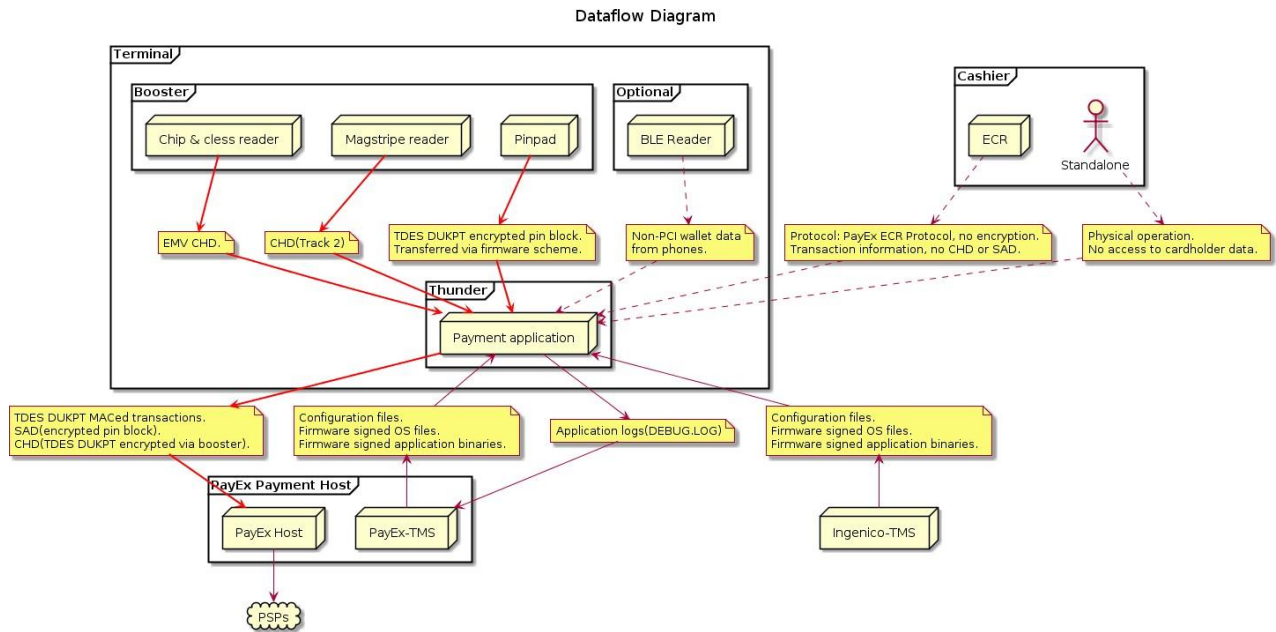 Dataflow Diagram
Terminal
Cashier
Booster
Optional
Chip & cless reader
Magstripe reader
Pinpad
BLE Reader
ECR
Standalone
EMV CHD.
CHD(Track 2)
TDES DUKPT encrypted pin block.
Transferred via firmware scheme.
Non-PCI wallet data
from phones.
Protocol: PayEx ECR Protocol, no encryption.
Transaction information, no CHD or SAD.
Physical operation.
No access to cardholder data.
Thunder
Payment application
TDES DUKPT MACed transactions.
SAD(encrypted pin block).
CHD(TDES DUKPT encrypted via booster).
Configuration files.
Firmware signed OS files.
Firmware signed application binaries.
Application logs(DEBUG.LOG)
Configuration files.
Firmware signed OS files.
Firmware signed application binaries.
PayEx Payment Host
PayEx Host
PayEx-TMS
Ingenico-TMS
PSPs